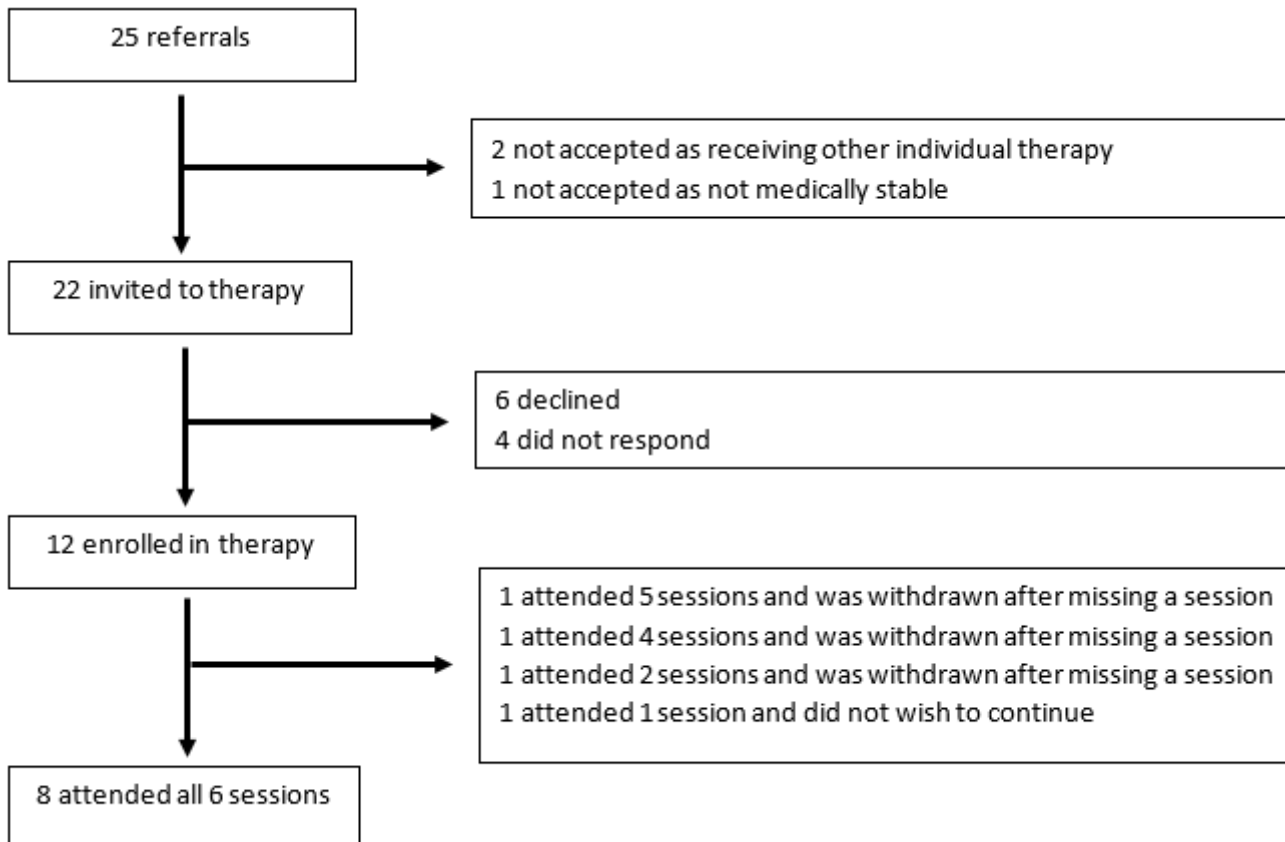 25 referrals
2 not accepted as receiving other individual therapy
1 not accepted as not medically stable
22 invited to therapy
6 declined
4 did not respond
12 enrolled in therapy
1 attended 5 sessions and was withdrawn after missing a session
1 attended 4 sessions and was withdrawn after missing a session
1 attended 2 sessions and was withdrawn after missing a session
1 attended 1 session and did not wish to continue
8 attended all 6 sessions